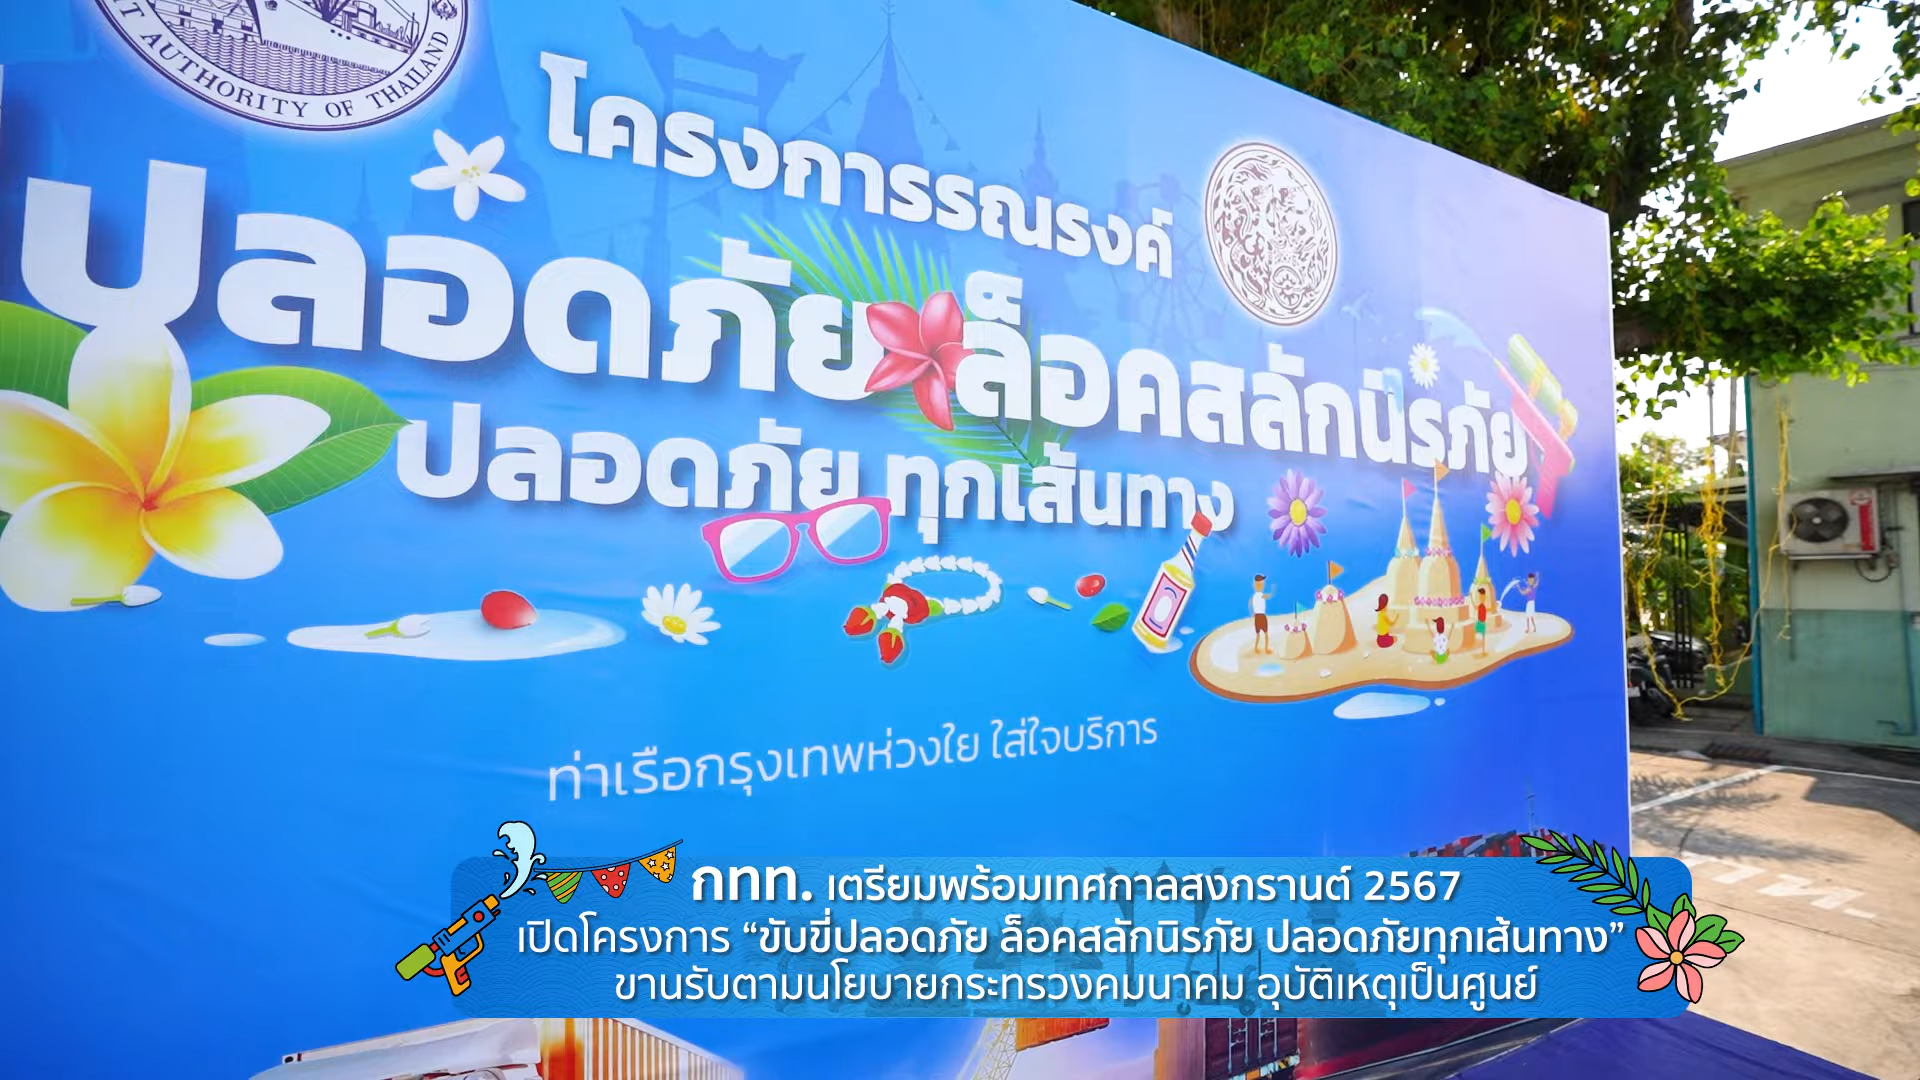 T AUTHORITY OF THAILAND
โครงการรณรงค์
ปลอดภัย ล็อคสลักนิรภัย
ปลอดภัย ทุกเส้นทาง
ท่าเรือกรุงเทพห่วงใย ใส่ใจบริการ
กทท. เตรียมพร้อมเทศกาลสงกรานต์ 2567
เปิดโครงการ “ขับขี่ปลอดภัย ล็อคสลักนิรภัย ปลอดภัยทุกเส้นทาง”
ขานรับตามนโยบายกระทรวงคมนาคม อุบัติเหตุเป็นศูนย์